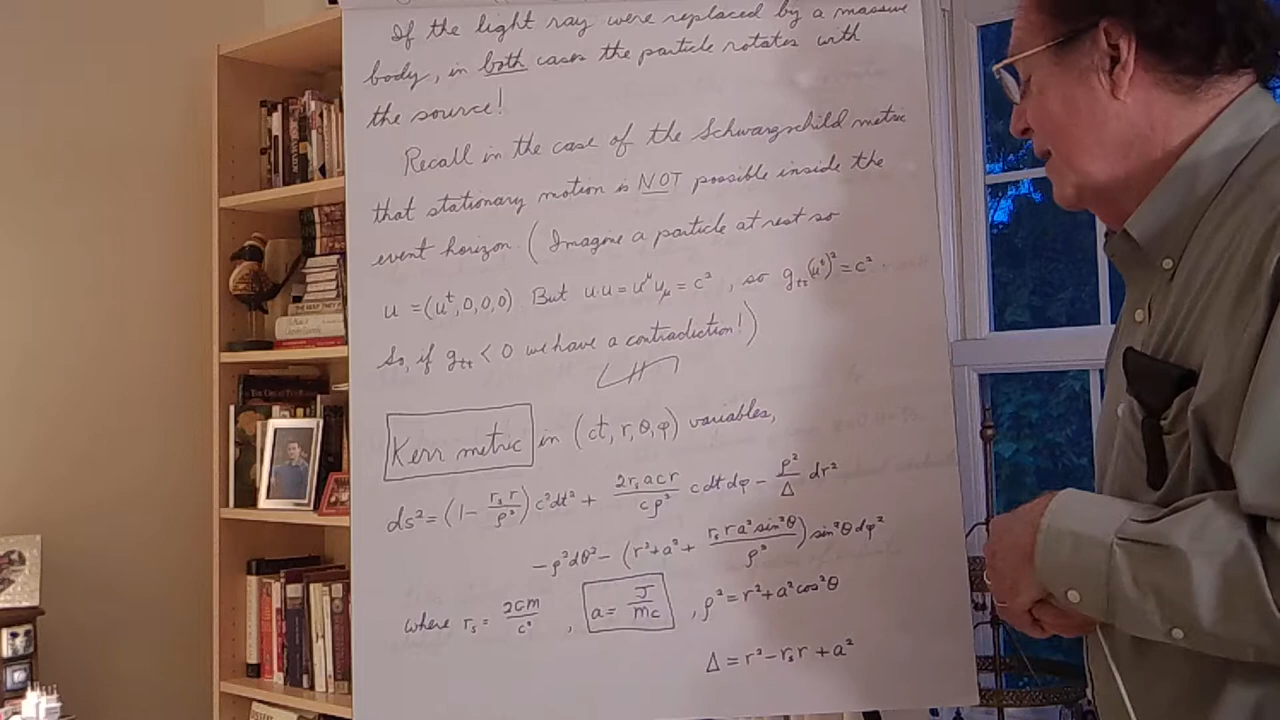 If the light ray were replaced by a massive
body, in both cases the particle rotates with
the source!
Recall in the case of the Schwarzschild metric
that stationary motion is NOT possible inside the
event horizon (Imagine a particle at rest so
u = (uᵗ, 0, 0, 0). But u·u = u^μ u_μ = c², so g_tt(uᵗ)² = c².
So, if g_tt < 0 we have a contradiction!)
Kerr metric in (ct, r, θ, φ) variables,
ds² = (1 - r_s r/ρ²) c²dt² + 2r_s acr/cρ² c dt dφ - ρ²/Δ dr²
- ρ²dθ² - (r² + a² + r_s r a² sin²θ/ρ²) sin²θ dφ²
where r_s = 2GM/c², a = J/mc, ρ² = r² + a² cos²θ
Δ = r² - r_s r + a²